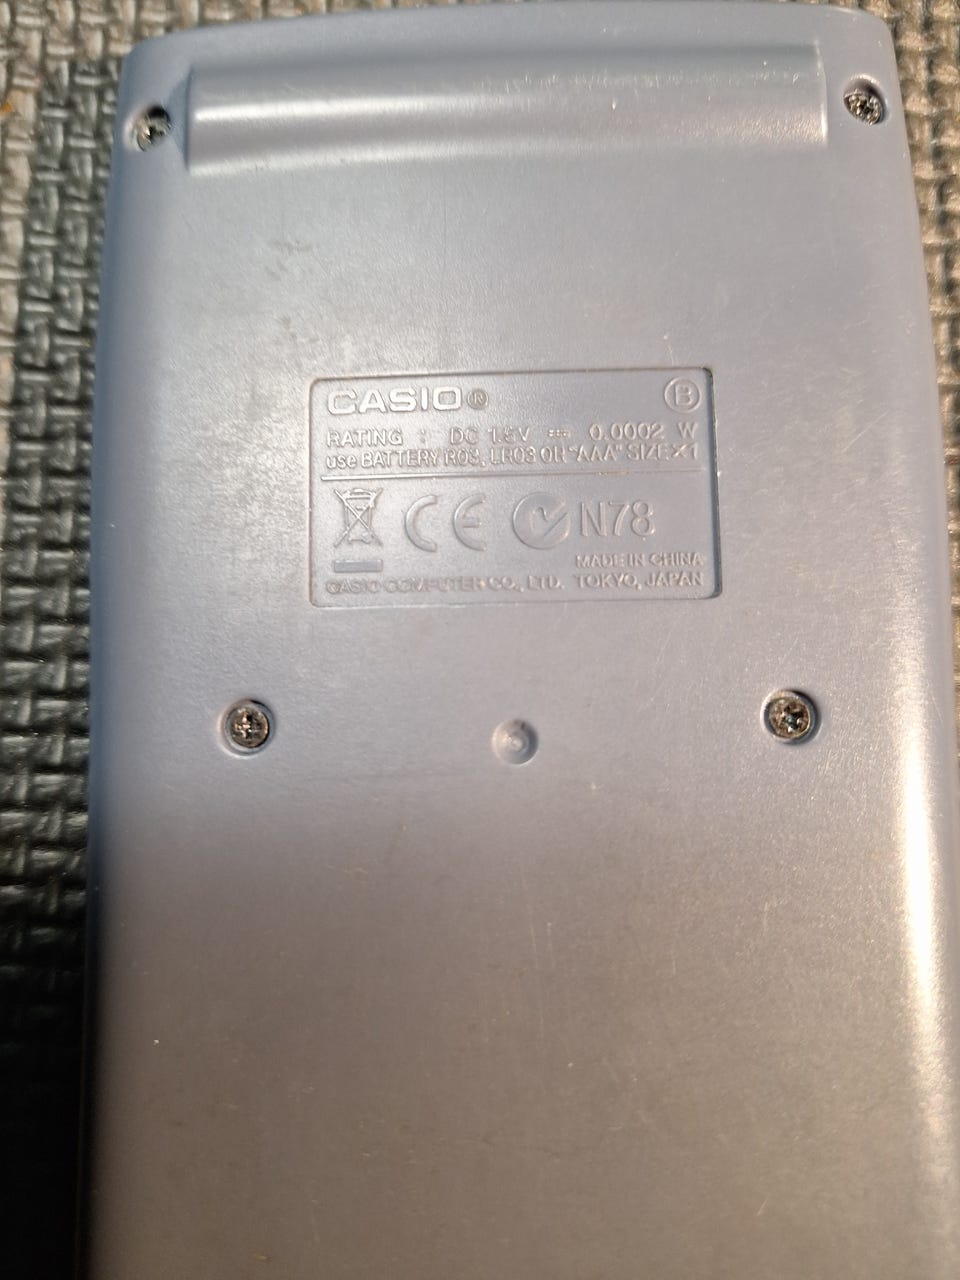 CASIO® B
RATING : DC 1.5V ⎓ 0.0002 W
use BATTERY R03, LR03 OR "AAA" SIZE×1
CE N78
MADE IN CHINA
CASIO COMPUTER CO., LTD. TOKYO, JAPAN